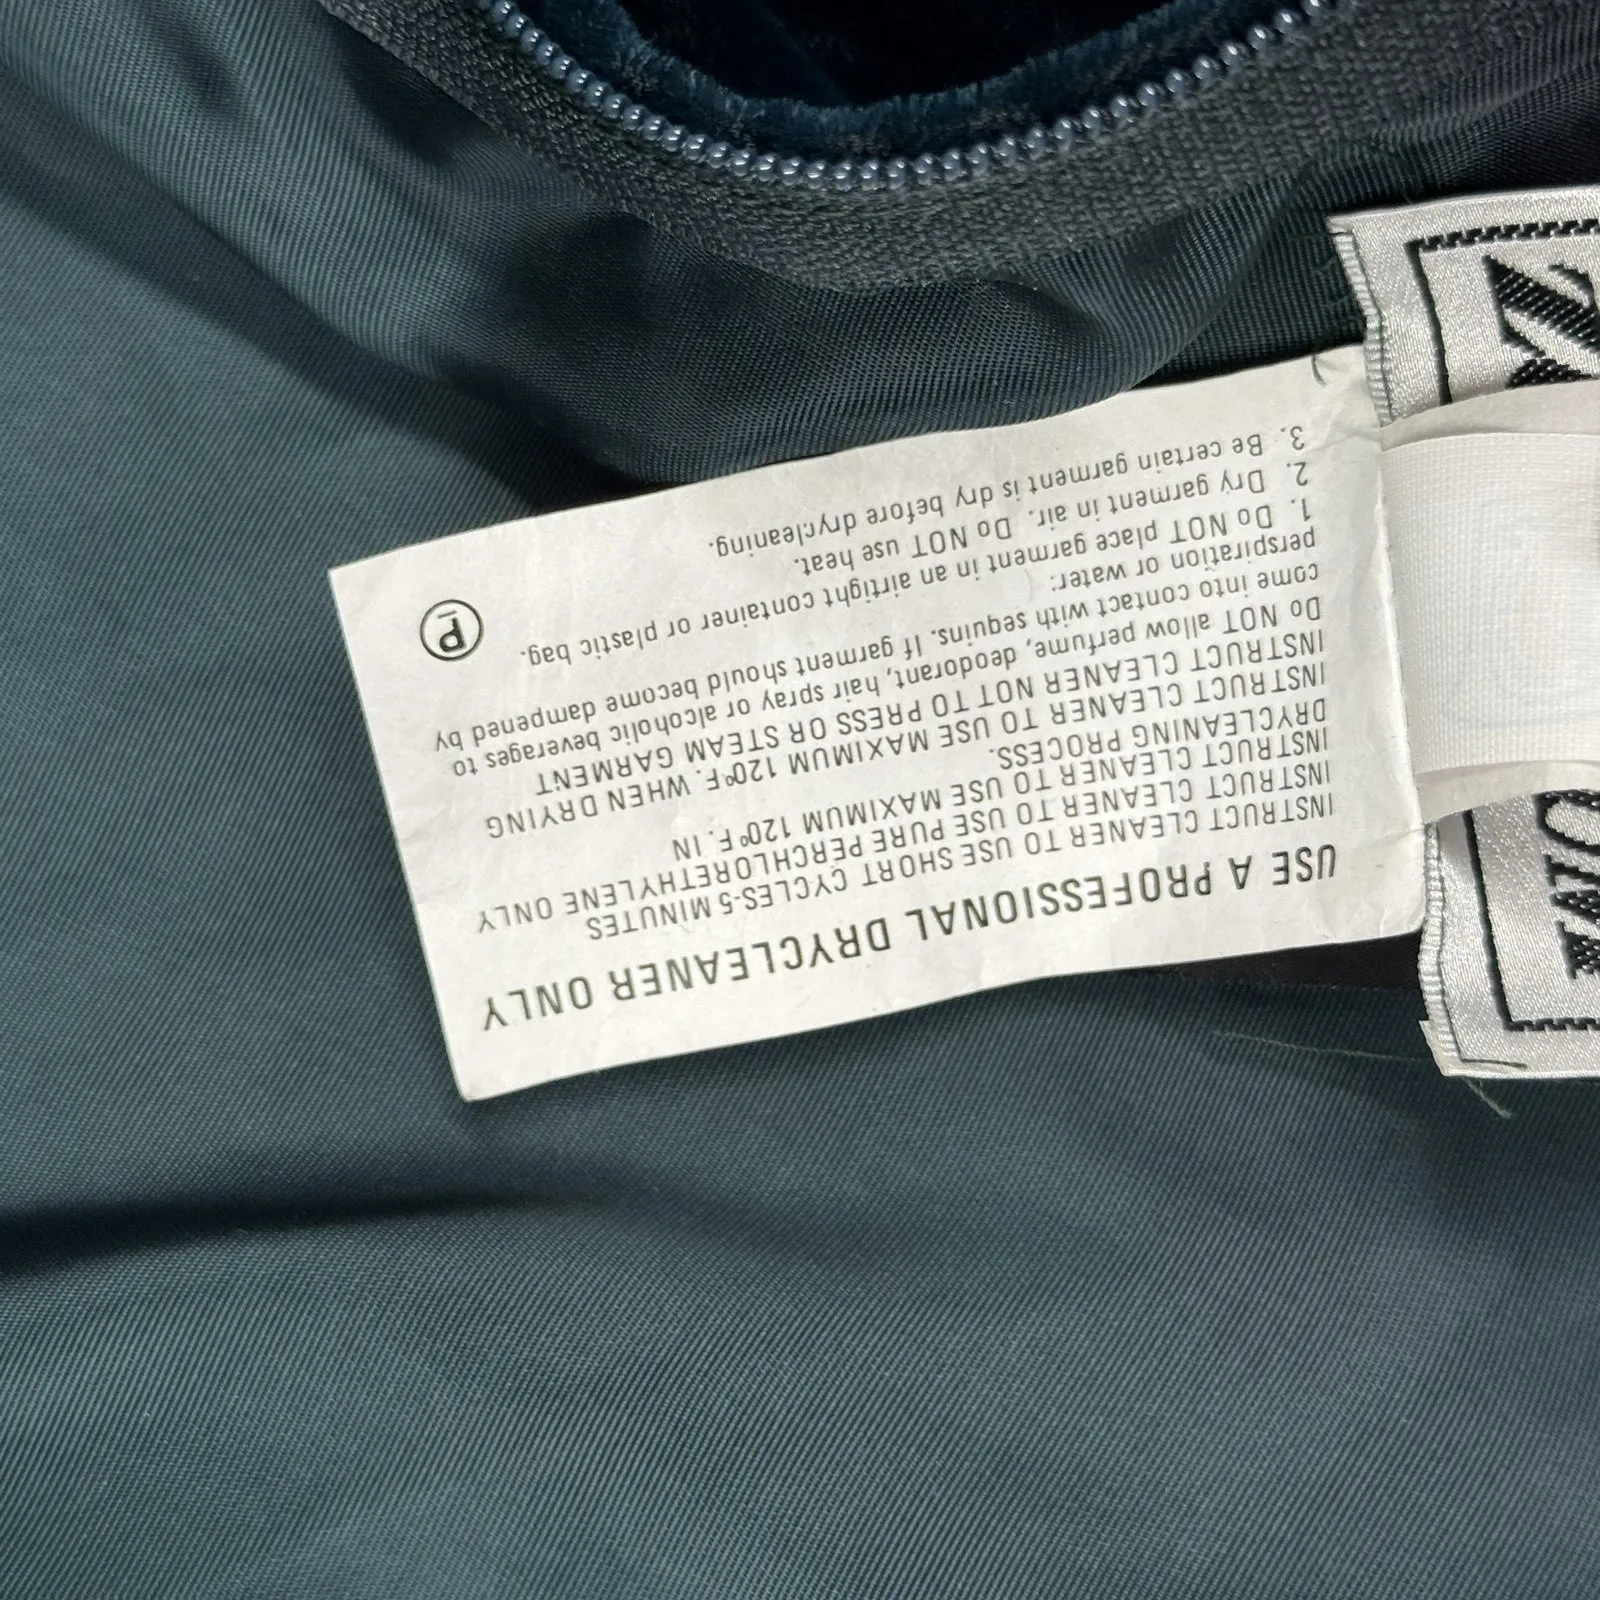 USE A PROFESSIONAL DRYCLEANER ONLY
INSTRUCT CLEANER TO USE SHORT CYCLES-5 MINUTES
INSTRUCT CLEANER TO USE PURE PERCHLORETHYLENE ONLY
INSTRUCT CLEANER TO USE MAXIMUM 120°F. IN
DRYCLEANING PROCESS.
INSTRUCT CLEANER TO USE MAXIMUM 120°F. WHEN DRYING
INSTRUCT CLEANER NOT TO PRESS OR STEAM GARMENT
Do NOT allow perfume, deodorant, hair spray or alcoholic beverages to
come into contact with sequins. If garment should become dampened by
perspiration or water:
1. Do NOT place garment in an airtight container or plastic bag.
2. Dry garment in air. Do NOT use heat.
3. Be certain garment is dry before drycleaning.
P